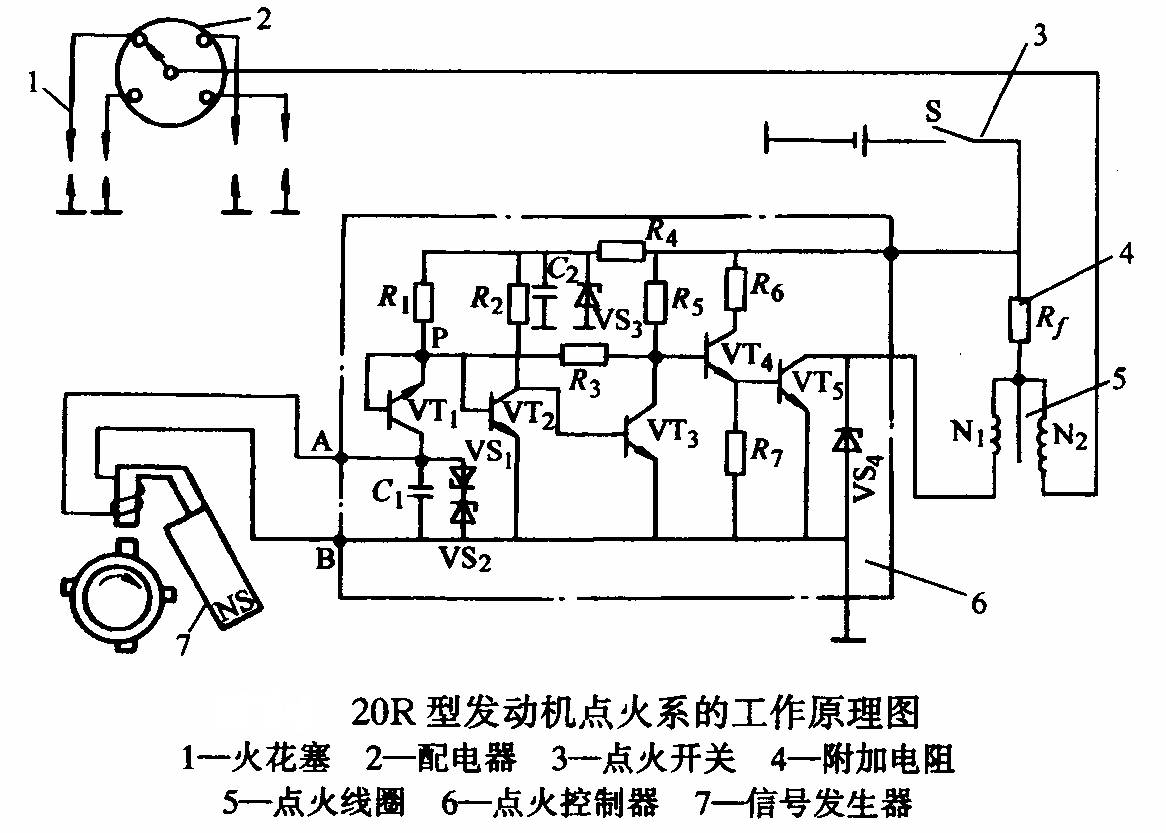 2
3
1
S
R4
4
R1
R2
C2
VS3
R5
R6
Rf
P
R3
VT4
VT5
5
VT1
VT2
VT3
N1
N2
A
VS1
R7
VS4
C1
B
VS2
6
NS
7
20R 型发动机点火系的工作原理图
1—火花塞 2—配电器 3—点火开关 4—附加电阻
5—点火线圈 6—点火控制器 7—信号发生器